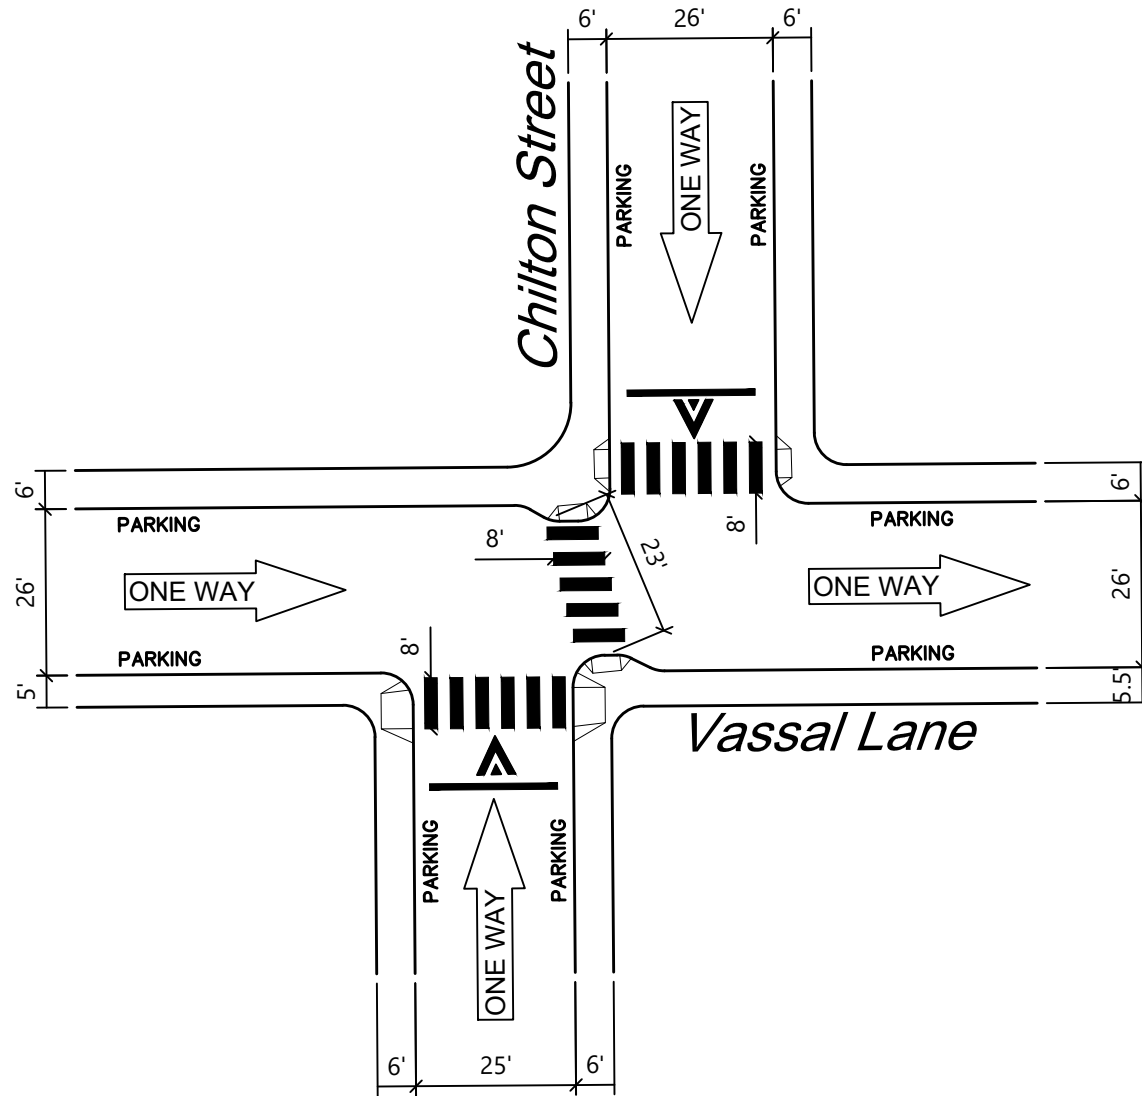 6' 26' 6'
Chilton Street
PARKING
ONE WAY
PARKING
6'
26'
5'
PARKING
ONE WAY
PARKING
8'
8'
23'
8'
PARKING
ONE WAY
PARKING
6'
26'
5.5'
Vassal Lane
PARKING
ONE WAY
PARKING
6' 25' 6'